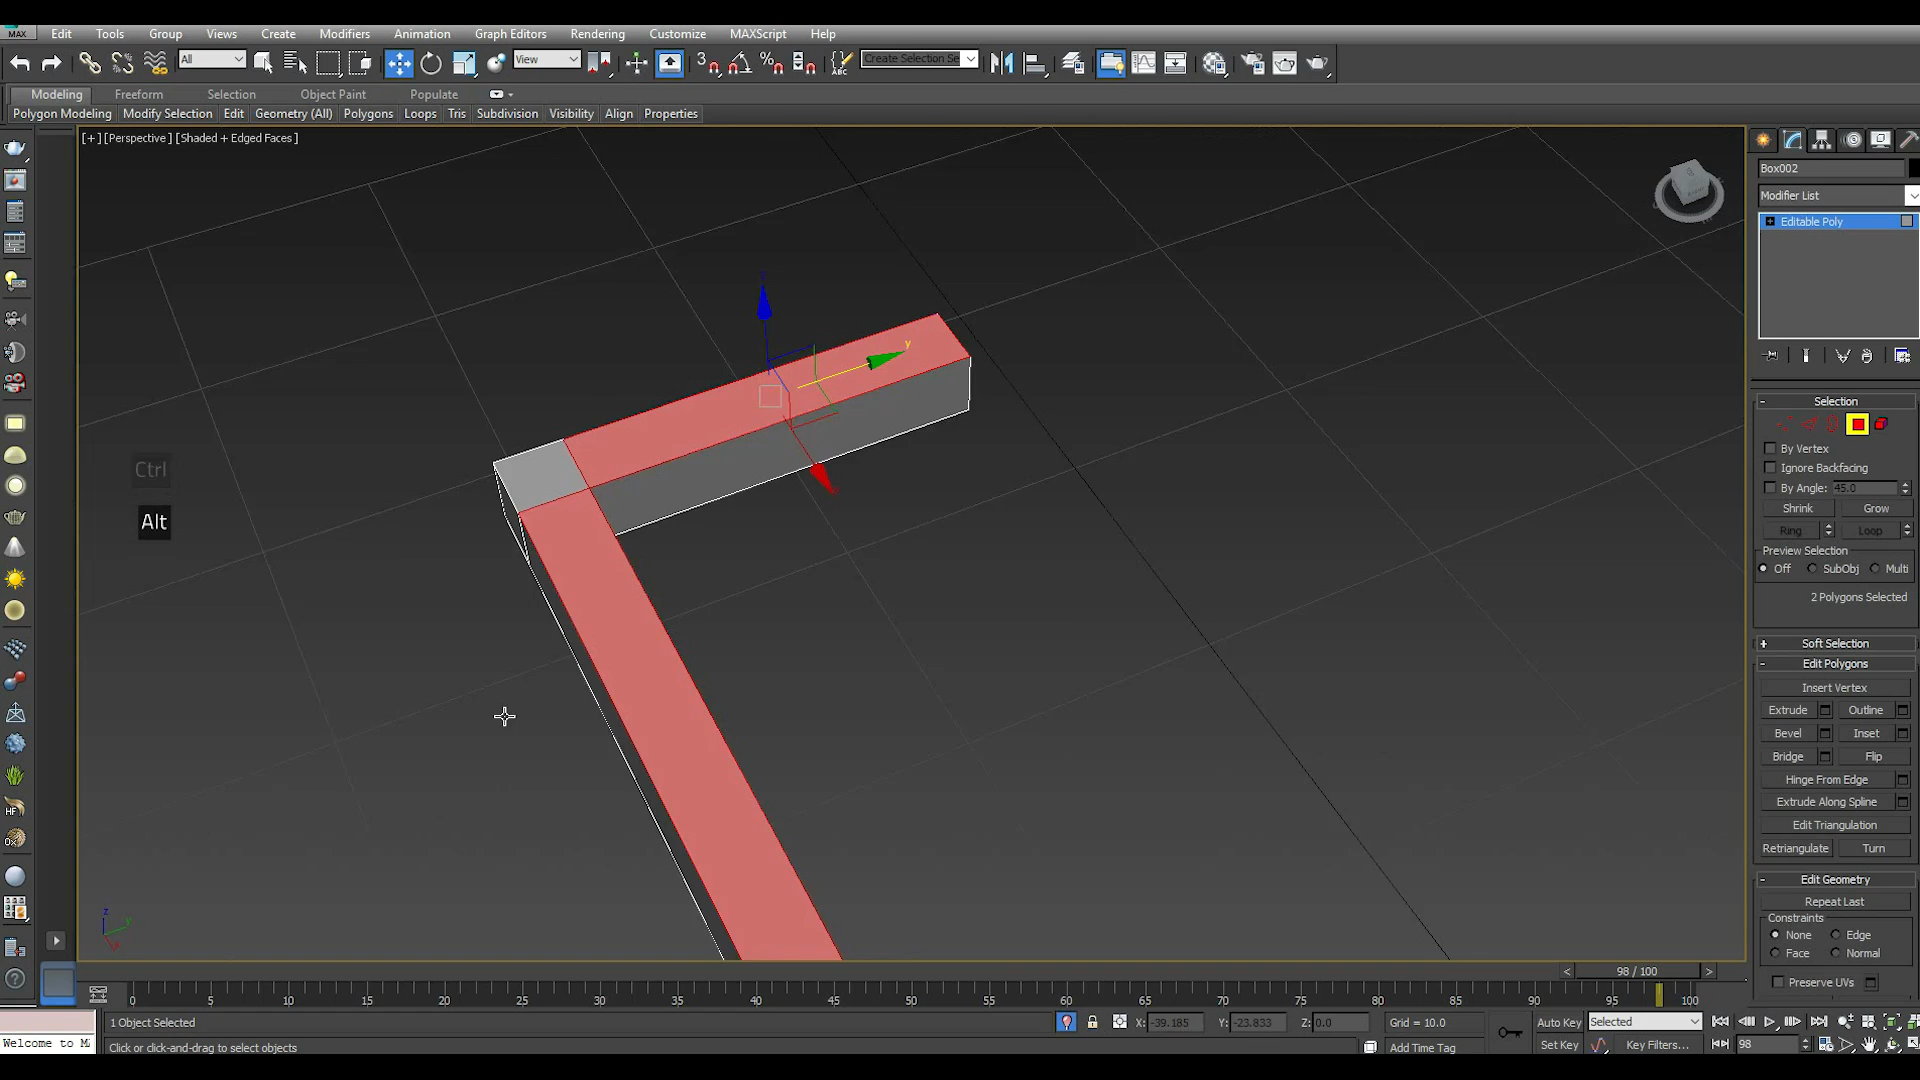 MAX Edit Tools Group Views Create Modifiers Animation Graph Editors Rendering Customize MAXScript Help
All View 3 % ABC Create Selection Se
Modeling Freeform Selection Object Paint Populate
Polygon Modeling Modify Selection Edit Geometry (All) Polygons Loops Tris Subdivision Visibility Align Properties
[+] [Perspective ] [Shaded + Edged Faces ]
Box002
Modifier List
Editable Poly
y
Ctrl
Alt
- Selection
By Vertex
Ignore Backfacing
By Angle: 45.0
Shrink Grow
Ring Loop
Preview Selection
Off SubObj Multi
2 Polygons Selected
+ Soft Selection
- Edit Polygons
Insert Vertex
Extrude Outline
Bevel Inset
Bridge Flip
Hinge From Edge
Extrude Along Spline
Edit Triangulation
Retriangulate Turn
- Edit Geometry
Repeat Last
Constraints
None Edge
Face Normal
Preserve UVs
HF
z
y
< 98 / 100 >
0 5 10 15 20 25 30 35 40 45 50 55 60 65 70 75 80 85 90 95 100
1 Object Selected X: -39.185 Y: -23.833 Z: 0.0 Grid = 10.0 Auto Key Selected
Welcome to Click or click-and-drag to select objects Add Time Tag Set Key Key Filters... 98